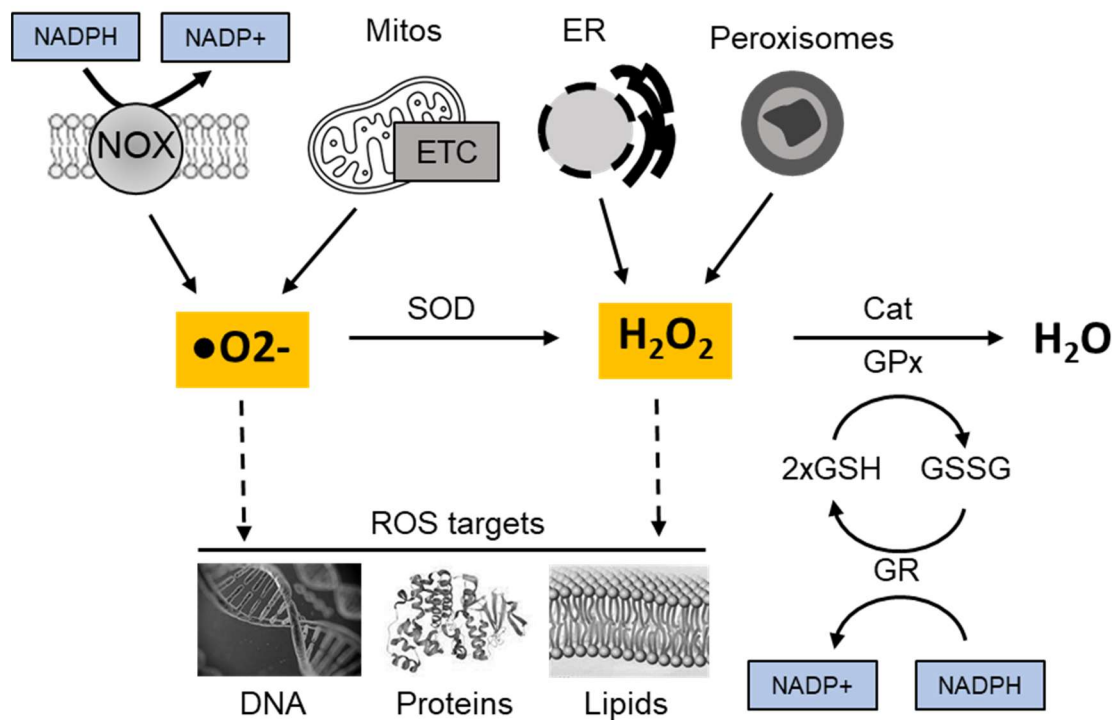 NADPH
NADP+
Mitos
ER
Peroxisomes
NOX
ETC
●O2-
SOD
H₂O₂
Cat
GPx
H₂O
2xGSH
GSSG
ROS targets
GR
DNA
Proteins
Lipids
NADP+
NADPH